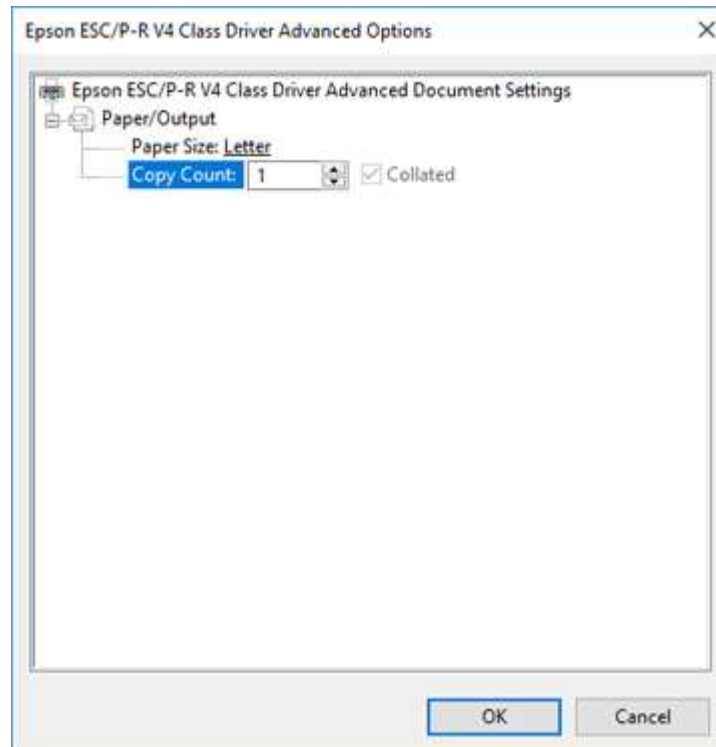 Epson ESC/P-R V4 Class Driver Advanced Options
Epson ESC/P-R V4 Class Driver Advanced Document Settings
Paper/Output
Paper Size: Letter
Copy Count: 1 Collated
OK Cancel